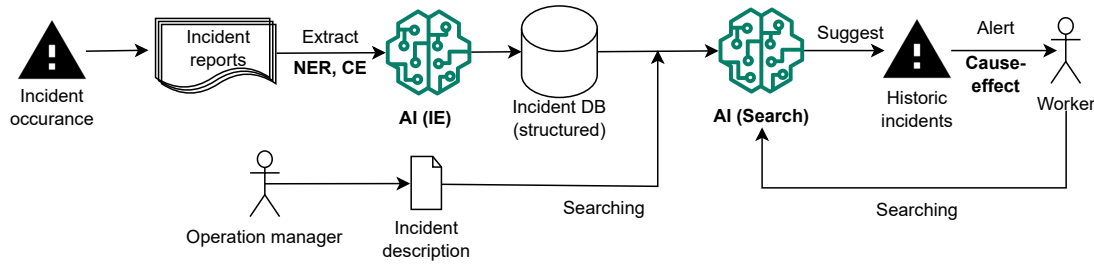 Incident
occurance
Incident
reports
Extract
NER, CE
AI (IE)
Incident DB
(structured)
AI (Search)
Suggest
Historic
incidents
Alert
Cause-
effect
Worker
Operation manager
Incident
description
Searching
Searching